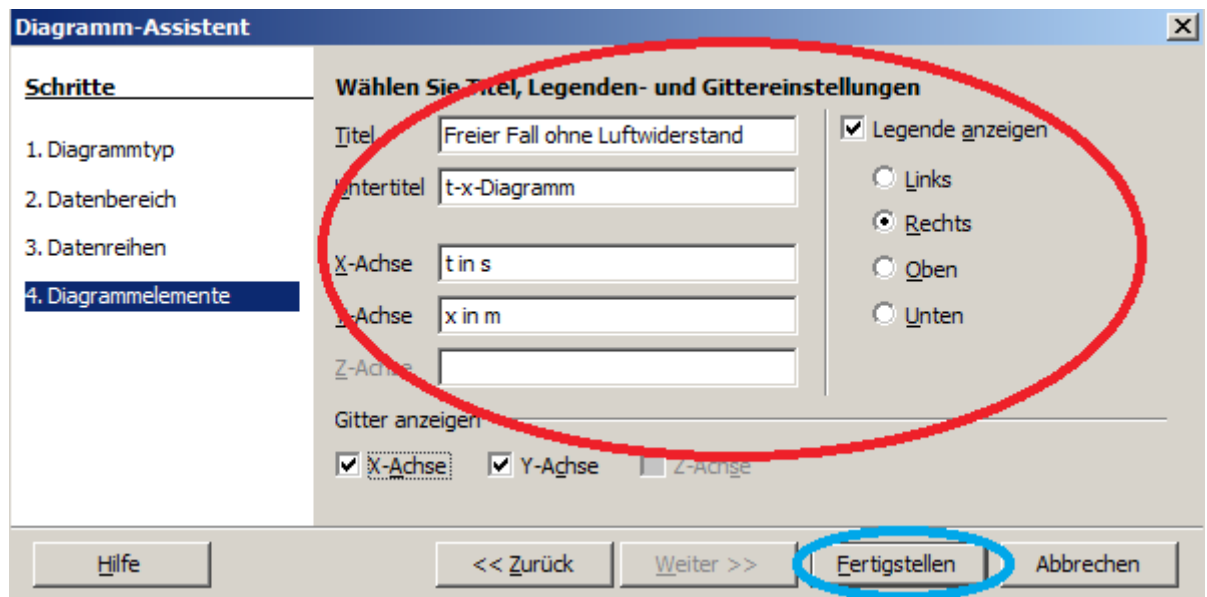 Diagramm-Assistent
Schritte
1. Diagrammtyp
2. Datenbereich
3. Datenreihen
4. Diagrammelemente
Wählen Sie Titel, Legenden- und Gittereinstellungen
Titel Freier Fall ohne Luftwiderstand
Untertitel t-x-Diagramm
X-Achse t in s
Y-Achse x in m
Z-Achse
Legende anzeigen
Links
Rechts
Oben
Unten
Gitter anzeigen
X-Achse Y-Achse Z-Achse
Hilfe << Zurück Weiter >> Fertigstellen Abbrechen